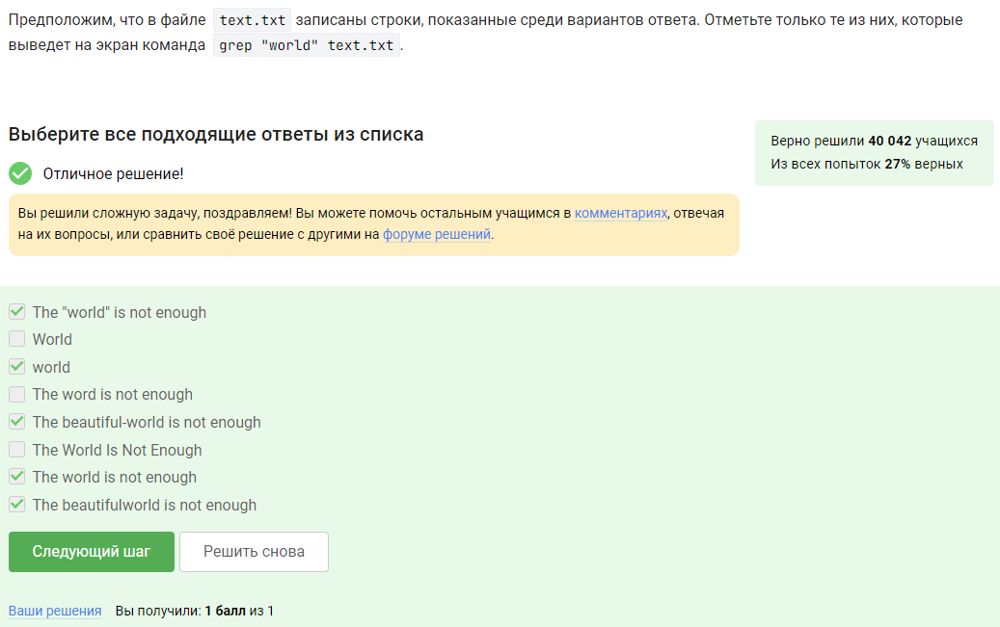 Предположим, что в файле text.txt записаны строки, показанные среди вариантов ответа. Отметьте только те из них, которые
выведет на экран команда grep "world" text.txt.
Выберите все подходящие ответы из списка
Верно решили 40 042 учащихся
Из всех попыток 27% верных
Отличное решение!
Вы решили сложную задачу, поздравляем! Вы можете помочь остальным учащимся в комментариях, отвечая
на их вопросы, или сравнить своё решение с другими на форуме решений.
The "world" is not enough
World
world
The word is not enough
The beautiful-world is not enough
The World Is Not Enough
The world is not enough
The beautifulworld is not enough
Следующий шаг Решить снова
Ваши решения Вы получили: 1 балл из 1